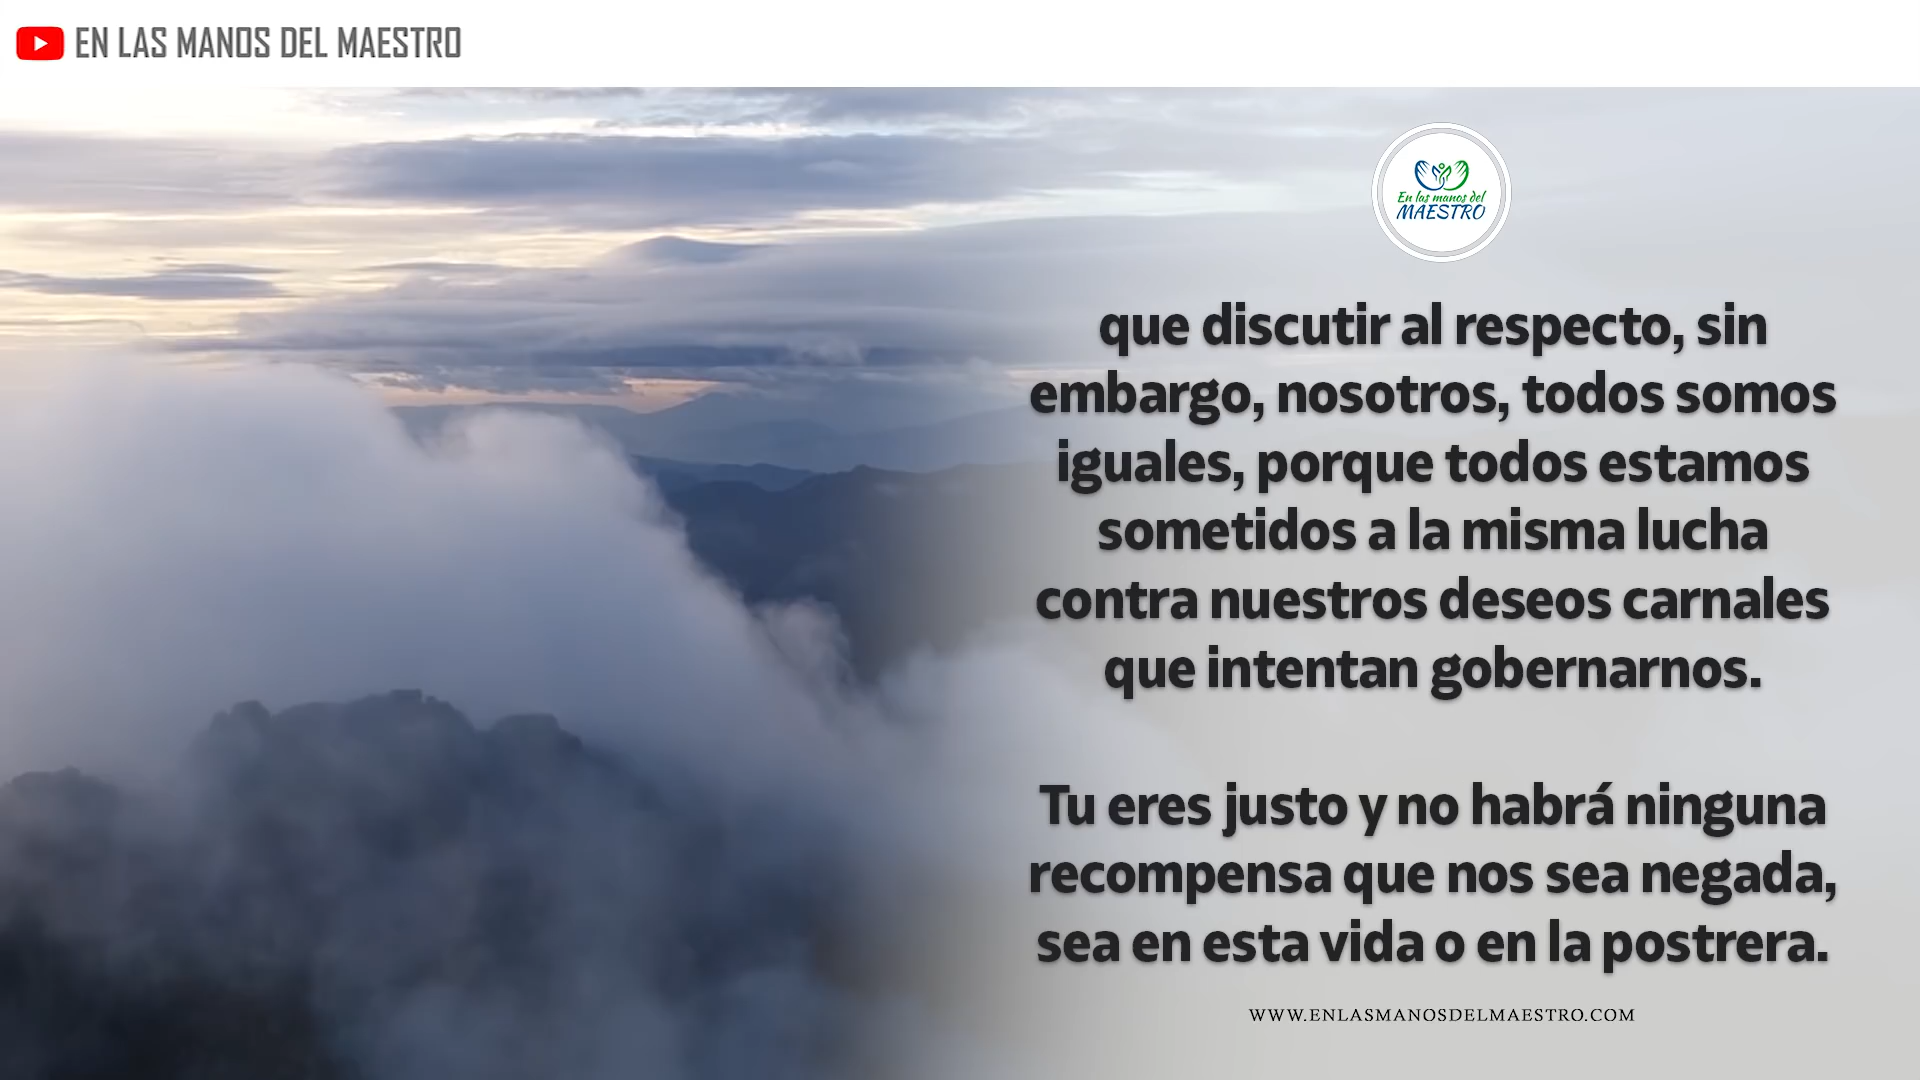 EN LAS MANOS DEL MAESTRO
En las manos del
MAESTRO
que discutir al respecto, sin
embargo, nosotros, todos somos
iguales, porque todos estamos
sometidos a la misma lucha
contra nuestros deseos carnales
que intentan gobernarnos.
Tu eres justo y no habrá ninguna
recompensa que nos sea negada,
sea en esta vida o en la postrera.
WWW.ENLASMANOSDELMAESTRO.COM